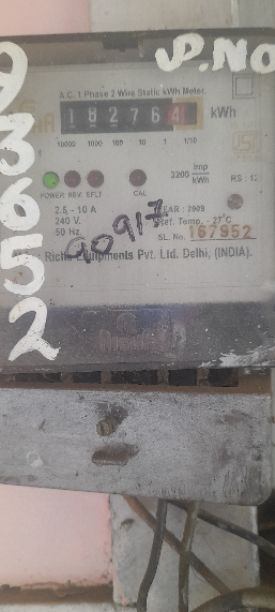 P.NO
93652
A.C. 1 Phase 2 Wire Static kWh Meter.
182764 kWh
10000 1000 100 10 1 1/10
3200 Imp/kWh
POWER REV. EFLT CAL
2.5 - 10 A
240 V.
50 Hz.
90917
YEAR : 2009
Ref. Temp. - 27°C
SL. No. 167952
Equipments Pvt. Ltd. Delhi, (INDIA).